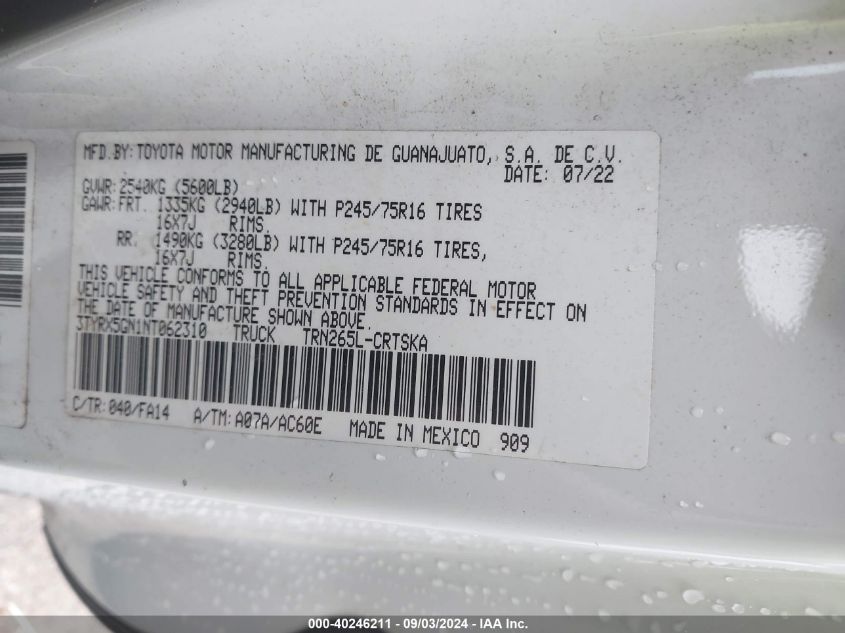 MFD.BY:TOYOTA MOTOR MANUFACTURING DE GUANAJUATO, S.A. DE C.V.
DATE: 07/22
GVWR:2540KG (5600LB)
GAWR:FRT. 1335KG (2940LB) WITH P245/75R16 TIRES
16X7J RIMS.
RR. 1490KG (3280LB) WITH P245/75R16 TIRES,
16X7J RIMS.
THIS VEHICLE CONFORMS TO ALL APPLICABLE FEDERAL MOTOR
VEHICLE SAFETY AND THEFT PREVENTION STANDARDS IN EFFECT ON
THE DATE OF MANUFACTURE SHOWN ABOVE.
3TYRX5GN1NT062310 TRUCK TRN265L-CRTSKA
C/TR:040/FA14 A/TM:A07A/AC60E MADE IN MEXICO 909
000-40246211 - 09/03/2024 - IAA Inc.